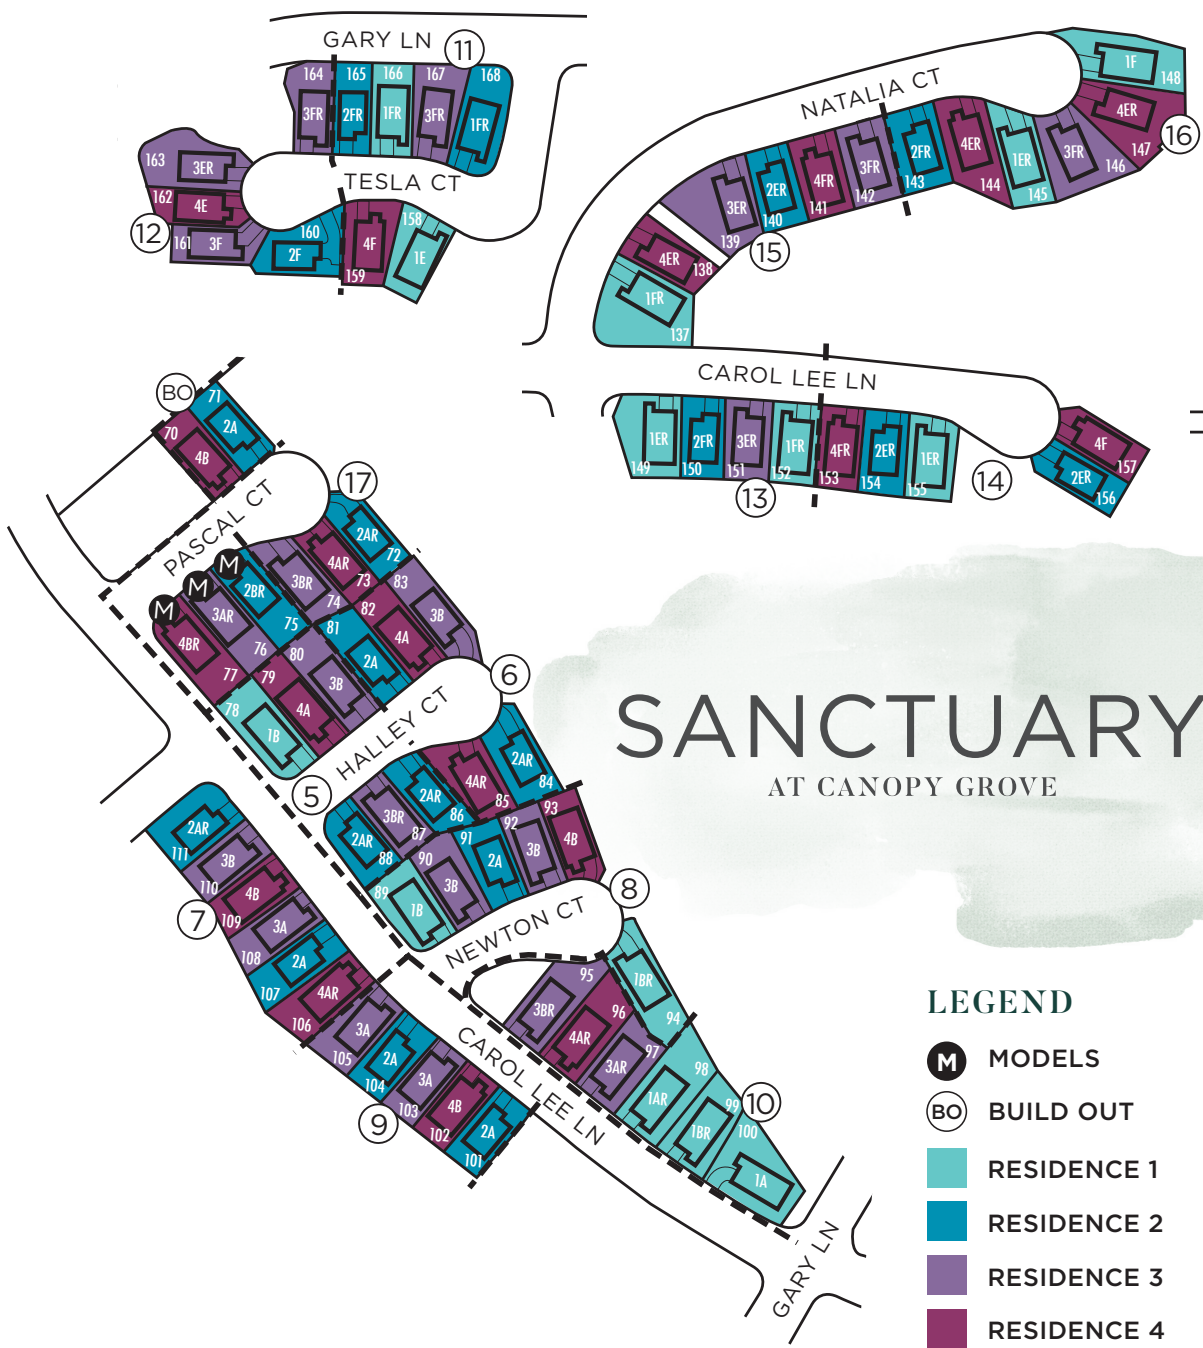 GARY LN
11
164
165
166
167
168
3FR
2FR
1FR
3FR
1FR
163
3ER
162
4E
161
3F
12
TESLA CT
160
2F
159
4F
158
1E
NATALIA CT
1F
148
4ER
147
16
3FR
146
1ER
145
4ER
144
2FR
143
3FR
142
4FR
141
2ER
140
3ER
139
15
4ER
138
1FR
137
CAROL LEE LN
1ER
149
2FR
150
3ER
151
1FR
152
4FR
153
2ER
154
1ER
155
13
14
4F
157
2ER
156
BO
71
2A
70
4B
PASCAL CT
17
2AR
72
4AR
73
3BR
74
M
2BR
75
M
3AR
76
M
4BR
77
83
3B
82
4A
81
2A
80
3B
79
4A
78
1B
HALLEY CT
6
5
2AR
84
4AR
85
2AR
86
3BR
87
2AR
88
93
4B
92
3B
91
2A
90
3B
89
1B
NEWTON CT
8
2AR
111
3B
110
4B
109
7
3A
108
2A
107
4AR
106
3A
105
2A
104
3A
103
4B
102
2A
101
9
CAROL LEE LN
1BR
94
95
3BR
96
4AR
97
3AR
98
1AR
99
1BR
100
1A
10
GARY LN
SANCTUARY
AT CANOPY GROVE
LEGEND
M MODELS
BO BUILD OUT
RESIDENCE 1
RESIDENCE 2
RESIDENCE 3
RESIDENCE 4